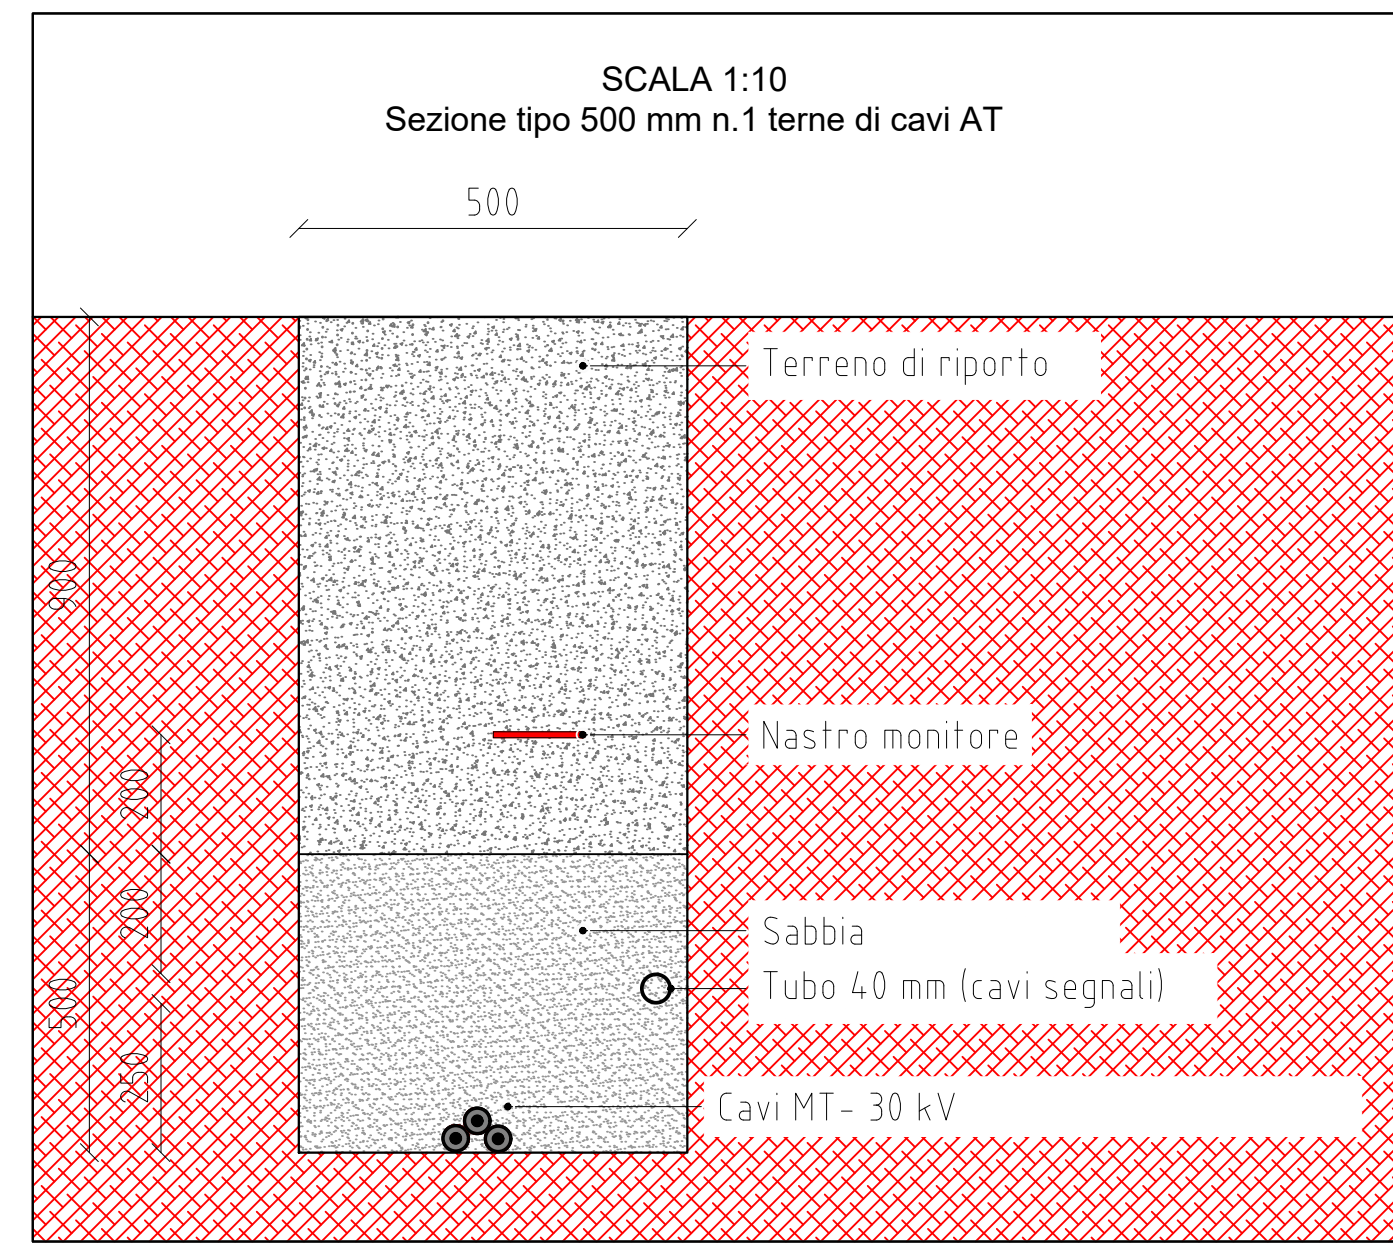 SCALA 1:10
Sezione tipo 500 mm n.1 terne di cavi AT
500
Terreno di riporto
900
Nastro monitore
200
200
Sabbia
Tubo 40 mm (cavi segnali)
500
250
Cavi MT- 30 kV